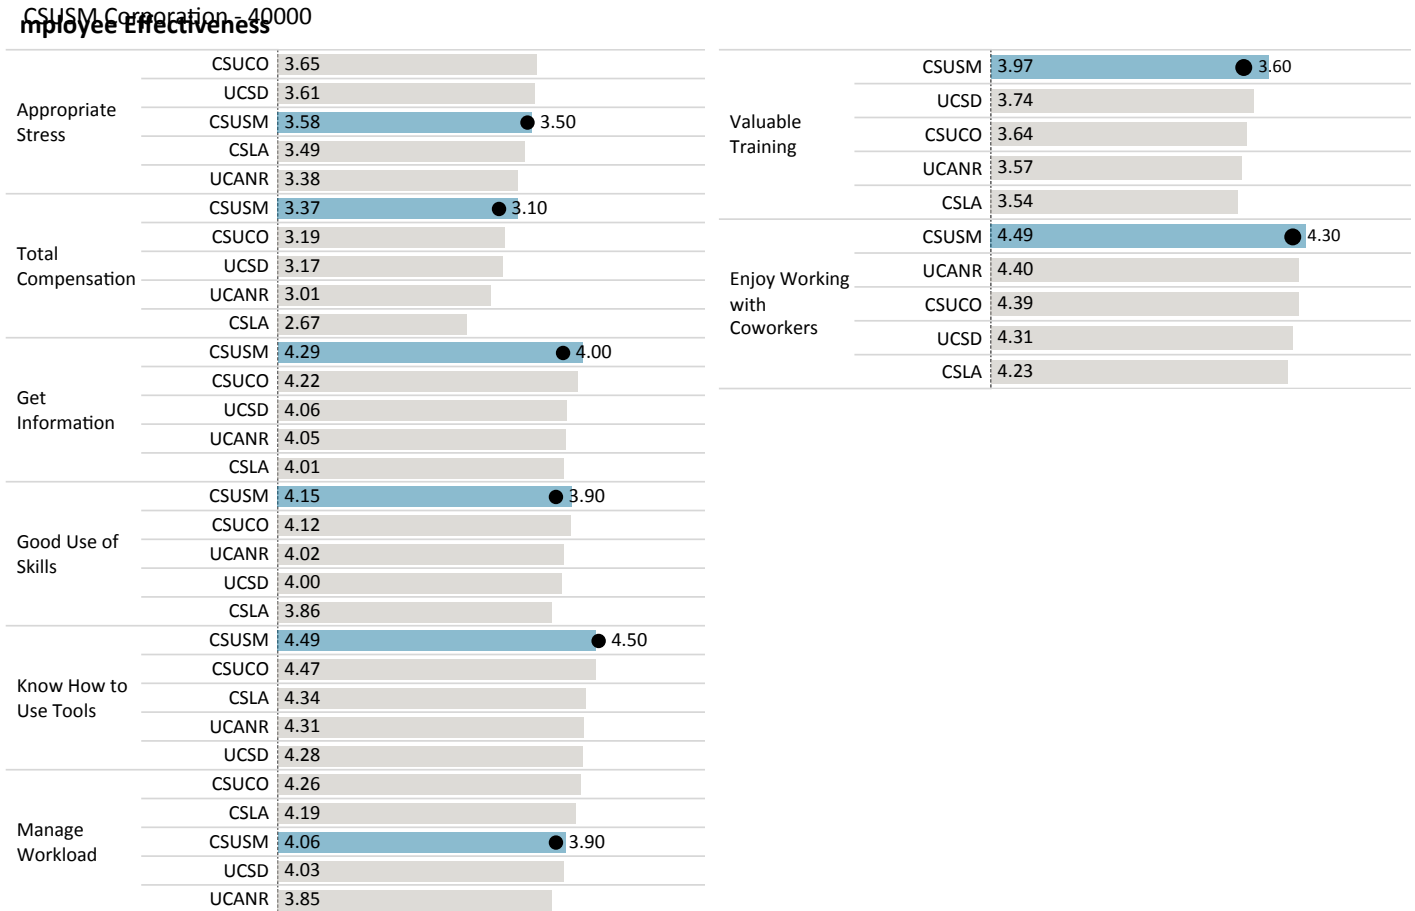 CSUSM Corporation - 40000
mployee Effectiveness
Appropriate
Stress
CSUCO 3.65
UCSD 3.61
CSUSM 3.58 3.50
CSLA 3.49
UCANR 3.38
Total
Compensation
CSUSM 3.37 3.10
CSUCO 3.19
UCSD 3.17
UCANR 3.01
CSLA 2.67
Get
Information
CSUSM 4.29 4.00
CSUCO 4.22
UCSD 4.06
UCANR 4.05
CSLA 4.01
Good Use of
Skills
CSUSM 4.15 3.90
CSUCO 4.12
UCANR 4.02
UCSD 4.00
CSLA 3.86
Know How to
Use Tools
CSUSM 4.49 4.50
CSUCO 4.47
CSLA 4.34
UCANR 4.31
UCSD 4.28
Manage
Workload
CSUCO 4.26
CSLA 4.19
CSUSM 4.06 3.90
UCSD 4.03
UCANR 3.85
Valuable
Training
CSUSM 3.97 3.60
UCSD 3.74
CSUCO 3.64
UCANR 3.57
CSLA 3.54
Enjoy Working
with
Coworkers
CSUSM 4.49 4.30
UCANR 4.40
CSUCO 4.39
UCSD 4.31
CSLA 4.23